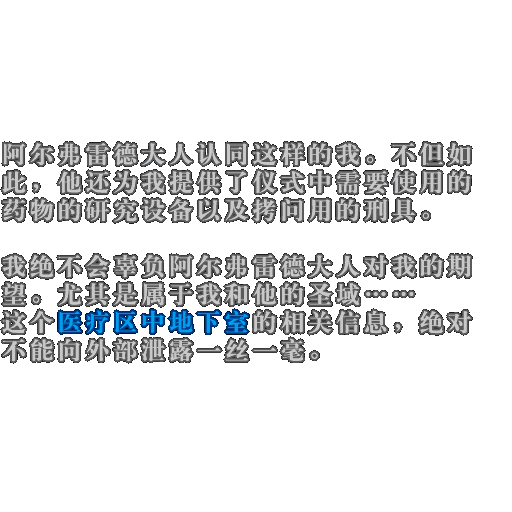 阿尔弗雷德大人认同这样的我。不但如
此，他还为我提供了仪式中需要使用的
药物的研究设备以及拷问用的刑具。
我绝不会辜负阿尔弗雷德大人对我的期
望。尤其是属于我和他的圣域……
这个医疗区中地下室的相关信息，绝对
不能向外部泄露一丝一毫。